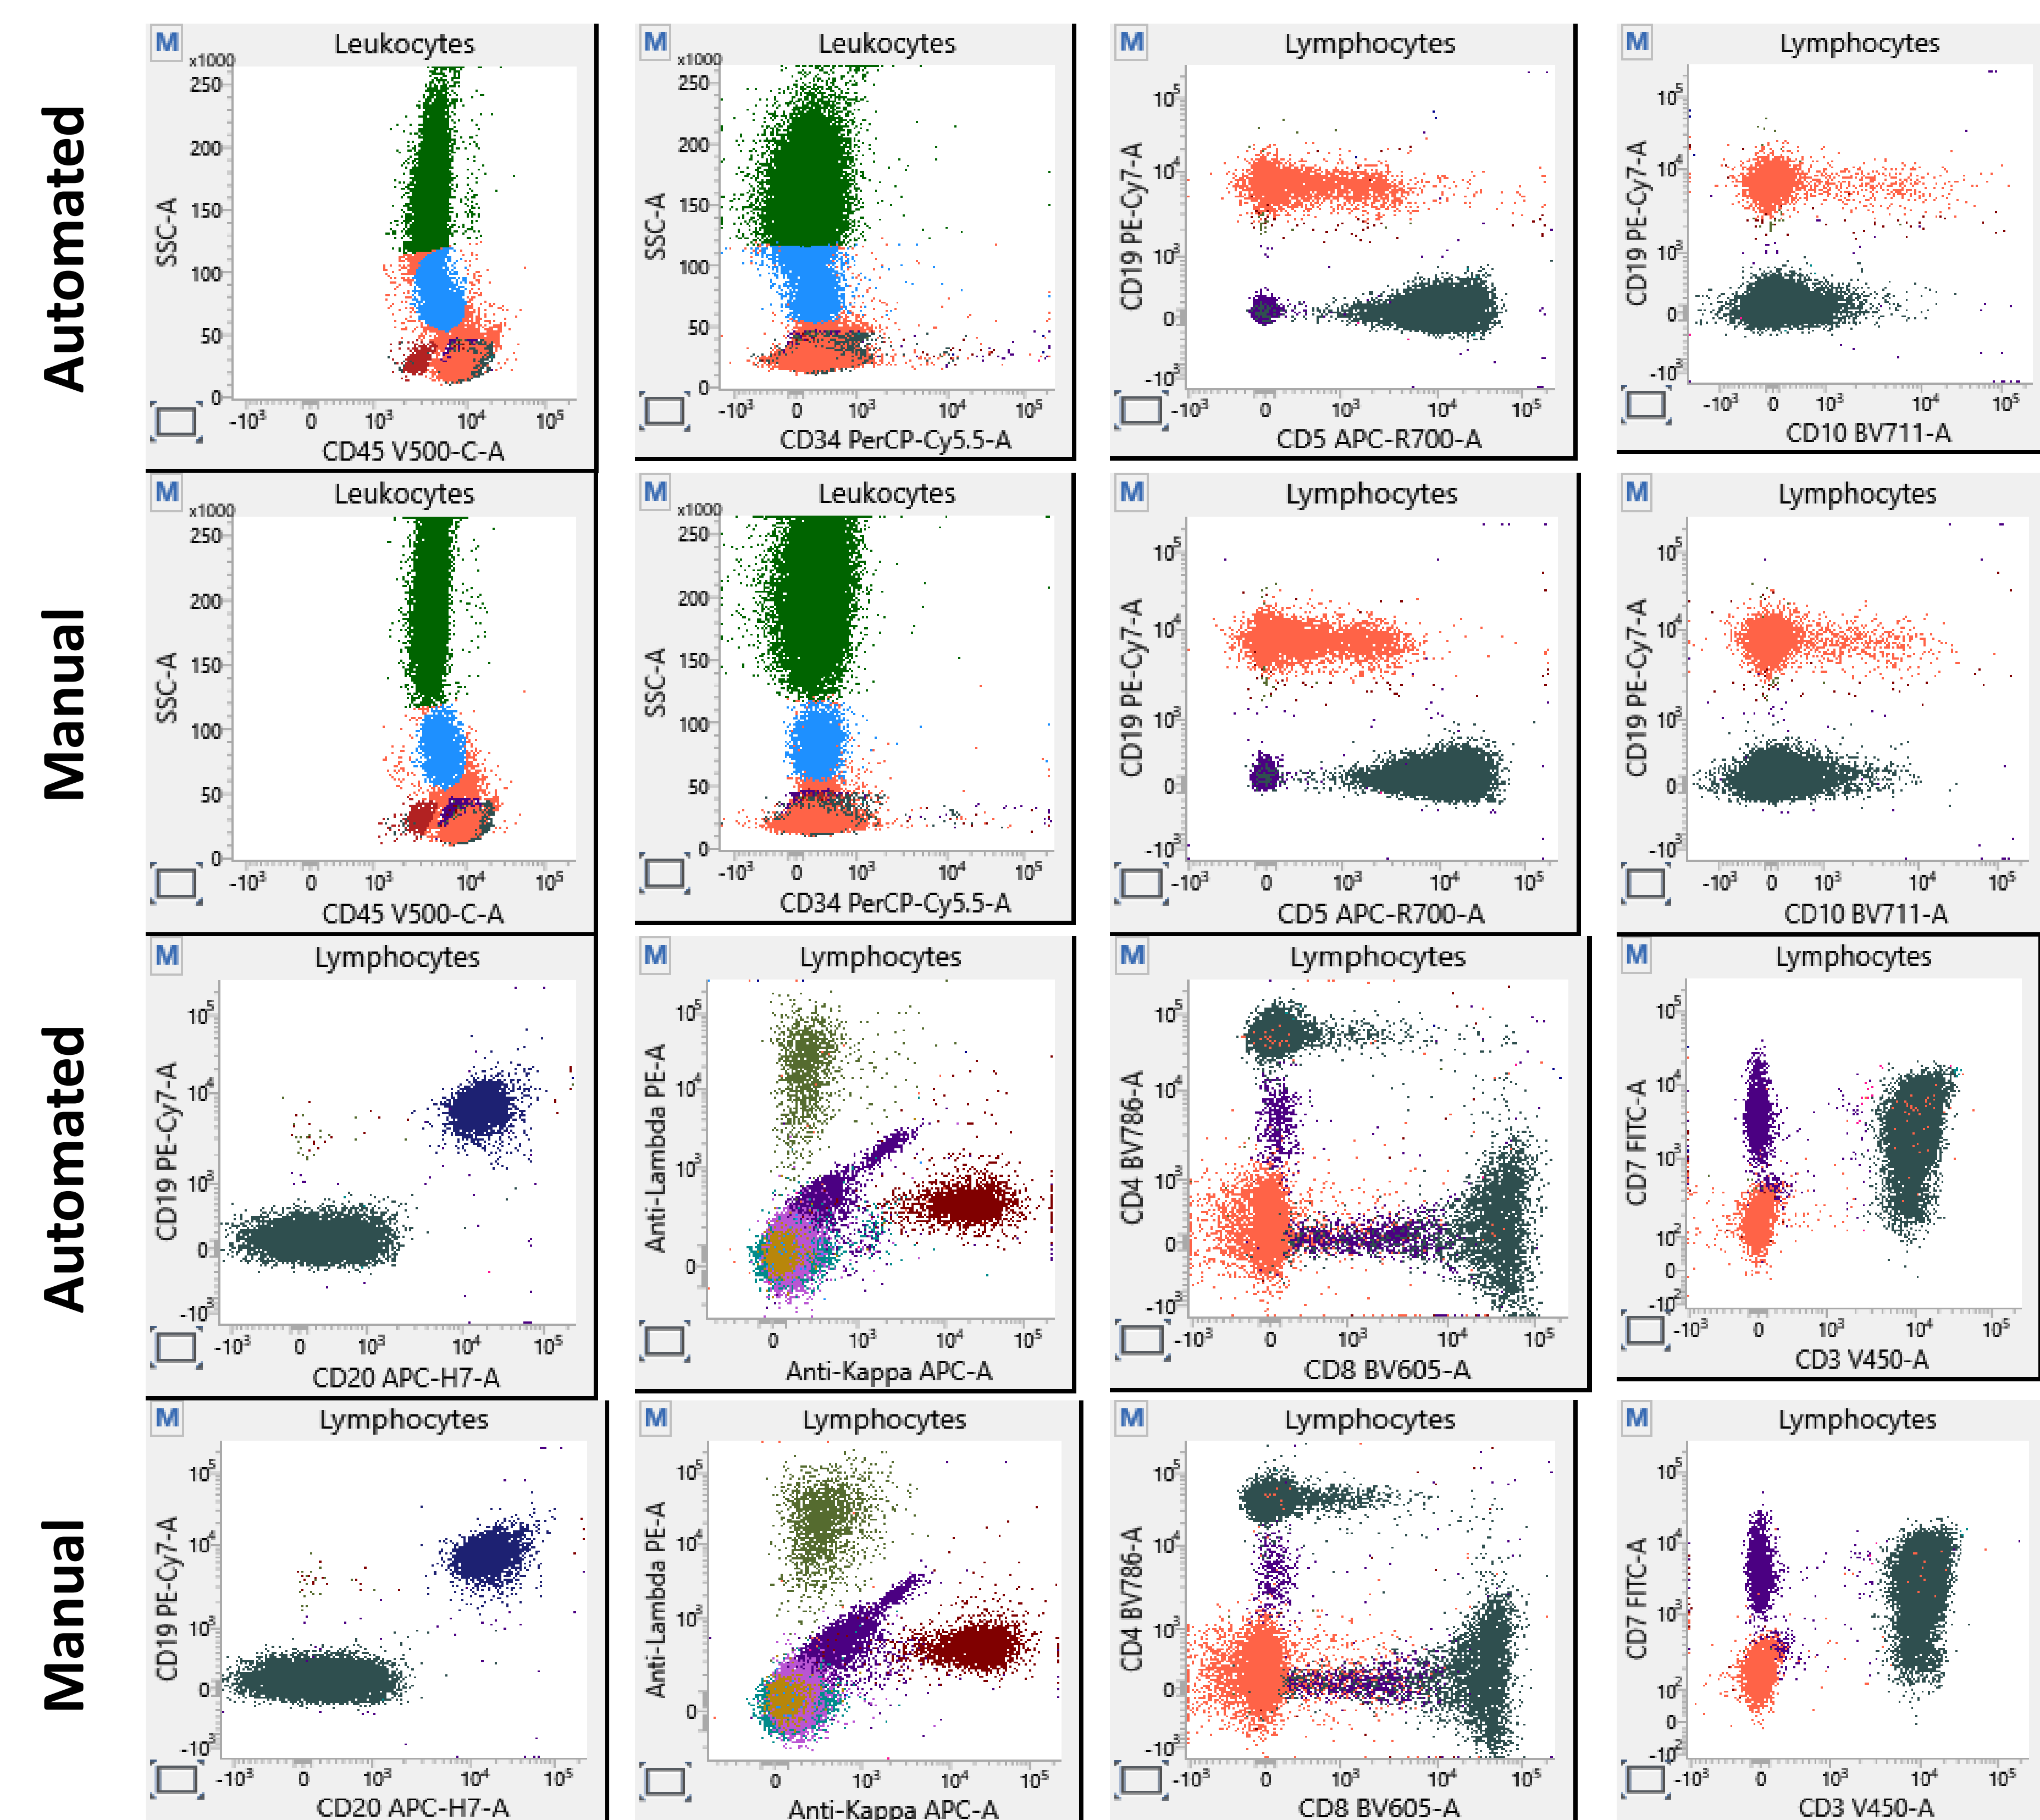 Automated
M
Leukocytes
x1000
250
200
150
100
50
0
SSC-A
-10³ 0 10³ 10⁴ 10⁵
CD45 V500-C-A
M
Leukocytes
x1000
250
200
150
100
50
0
SSC-A
-10³ 0 10³ 10⁴ 10⁵
CD34 PerCP-Cy5.5-A
M
Lymphocytes
10⁵
10⁴
10³
0
-10³
CD19 PE-Cy7-A
-10³ 0 10³ 10⁴ 10⁵
CD5 APC-R700-A
M
Lymphocytes
10⁵
10⁴
10³
0
-10³
CD19 PE-Cy7-A
-10³ 0 10³ 10⁴ 10⁵
CD10 BV711-A
Manual
M
Leukocytes
x1000
250
200
150
100
50
0
SSC-A
-10³ 0 10³ 10⁴ 10⁵
CD45 V500-C-A
M
Leukocytes
x1000
250
200
150
100
50
0
SSC-A
-10³ 0 10³ 10⁴ 10⁵
CD34 PerCP-Cy5.5-A
M
Lymphocytes
10⁵
10⁴
10³
0
-10³
CD19 PE-Cy7-A
-10³ 0 10³ 10⁴ 10⁵
CD5 APC-R700-A
M
Lymphocytes
10⁵
10⁴
10³
0
-10³
CD19 PE-Cy7-A
-10³ 0 10³ 10⁴ 10⁵
CD10 BV711-A
Automated
M
Lymphocytes
10⁵
10⁴
10³
0
-10³
CD19 PE-Cy7-A
-10³ 0 10³ 10⁴ 10⁵
CD20 APC-H7-A
M
Lymphocytes
10⁵
10⁴
10³
0
Anti-Lambda PE-A
0 10³ 10⁴ 10⁵
Anti-Kappa APC-A
M
Lymphocytes
10⁵
10⁴
10³
0
-10³
CD4 BV786-A
-10³ 0 10³ 10⁴ 10⁵
CD8 BV605-A
M
Lymphocytes
10⁵
10⁴
10³
10²
0
-10²
CD7 FITC-A
-10³ 0 10³ 10⁴ 10⁵
CD3 V450-A
Manual
M
Lymphocytes
10⁵
10⁴
10³
0
-10³
CD19 PE-Cy7-A
-10³ 0 10³ 10⁴ 10⁵
CD20 APC-H7-A
M
Lymphocytes
10⁵
10⁴
10³
0
Anti-Lambda PE-A
0 10³ 10⁴ 10⁵
Anti-Kappa APC-A
M
Lymphocytes
10⁵
10⁴
10³
0
-10³
CD4 BV786-A
-10³ 0 10³ 10⁴ 10⁵
CD8 BV605-A
M
Lymphocytes
10⁵
10⁴
10³
10²
0
-10²
CD7 FITC-A
-10³ 0 10³ 10⁴ 10⁵
CD3 V450-A